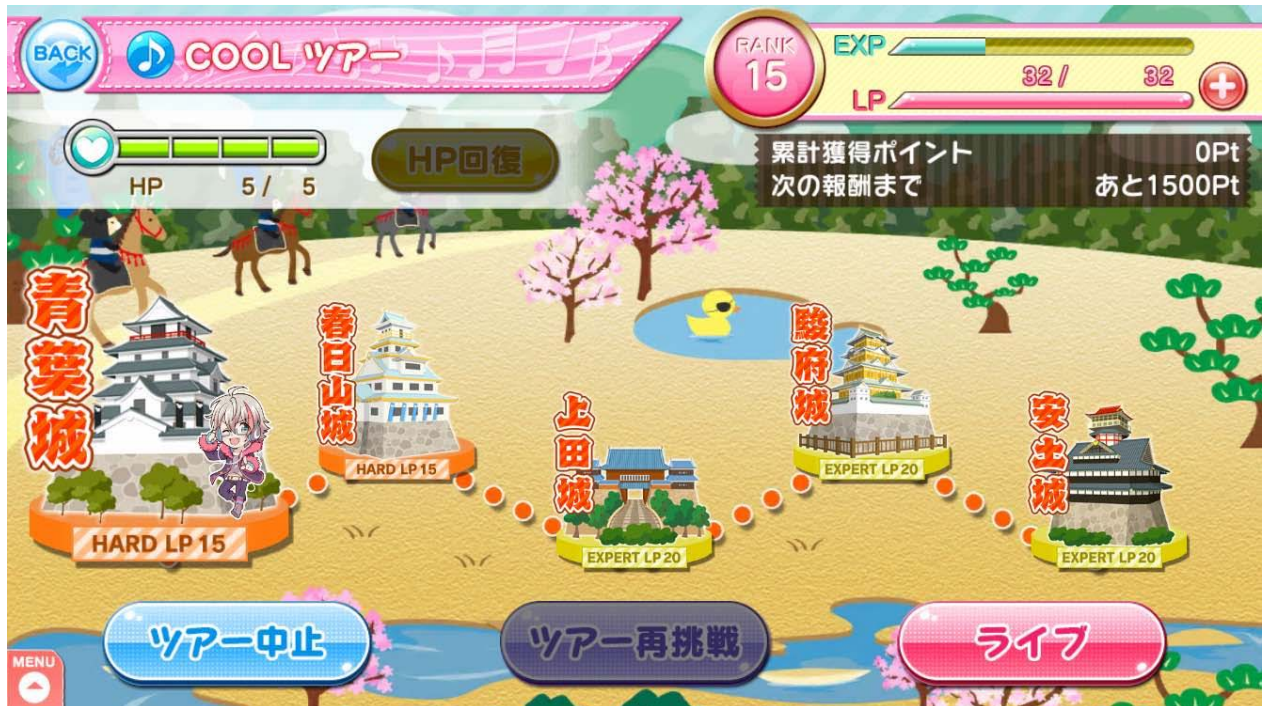 BACK
COOL ツアー
RANK
15
EXP
32 / 32
LP
HP
5 / 5
HP回復
累計獲得ポイント 0Pt
次の報酬まで あと1500Pt
青葉城
HARD LP 15
春日山城
HARD LP 15
上田城
EXPERT LP 20
駿府城
EXPERT LP 20
安土城
EXPERT LP 20
ツアー中止
ツアー再挑戦
ライブ
MENU